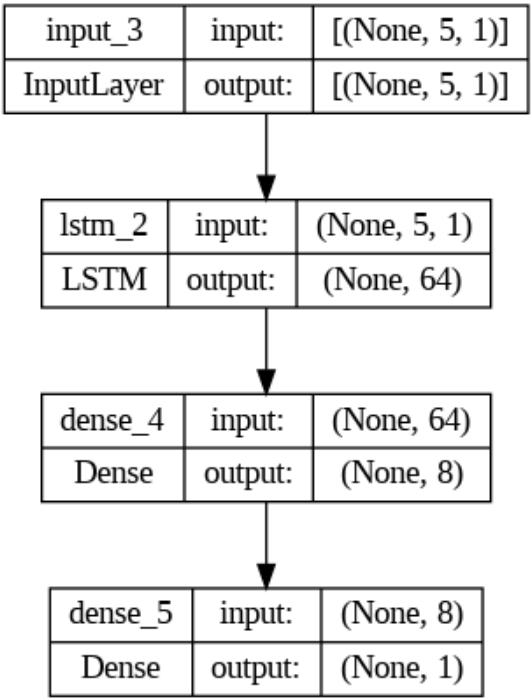 input_3 input: [(None, 5, 1)]
InputLayer output: [(None, 5, 1)]
lstm_2 input: (None, 5, 1)
LSTM output: (None, 64)
dense_4 input: (None, 64)
Dense output: (None, 8)
dense_5 input: (None, 8)
Dense output: (None, 1)